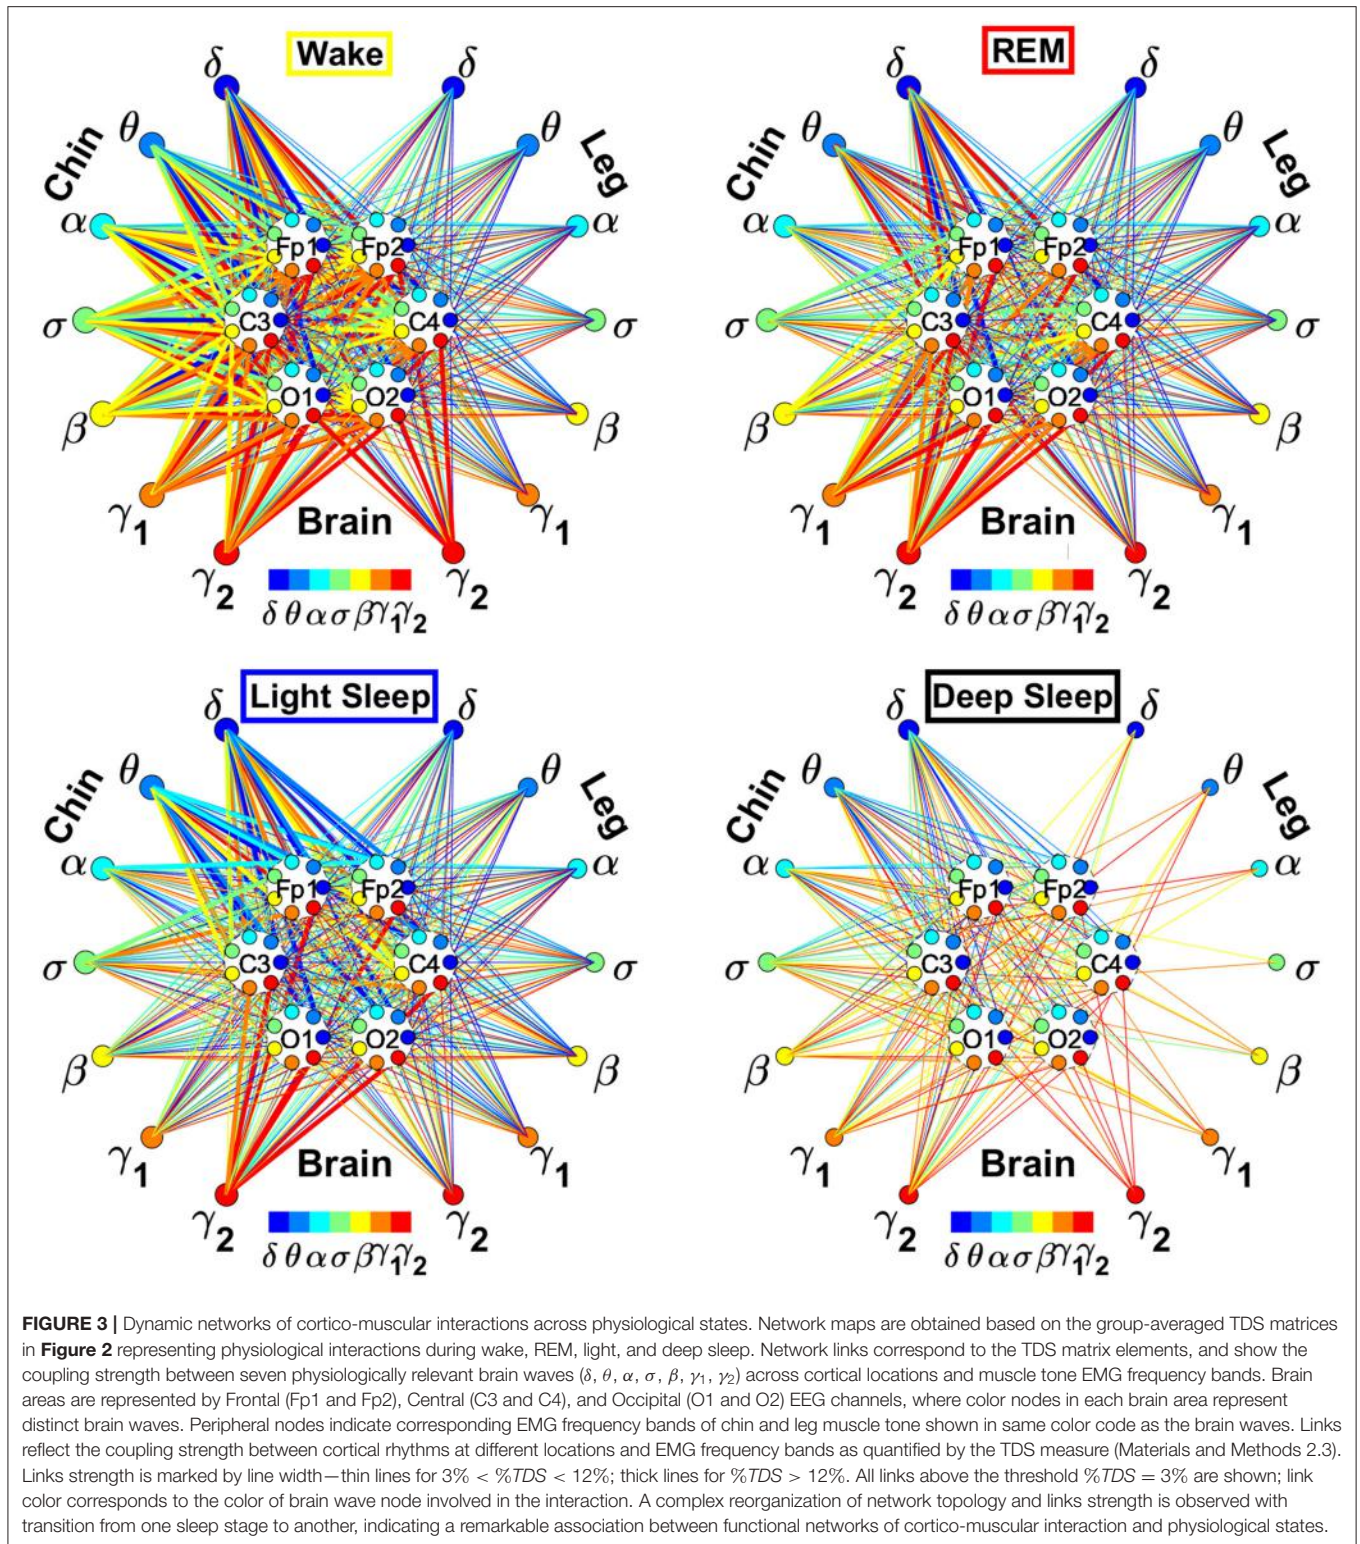 Wake
REM
δ δ δ δ
θ θ θ θ
Chin Leg Chin Leg
α α α α
Fp1 Fp2 Fp1 Fp2
σ C3 C4 σ σ C3 C4 σ
O1 O2 O1 O2
β β β β
γ1 Brain γ1 γ1 Brain γ1
γ2 γ2 γ2 γ2
δ θ α σ β γ1 γ2 δ θ α σ β γ1 γ2
Light Sleep
Deep Sleep
δ δ δ δ
θ θ θ θ
Chin Leg Chin Leg
α α α α
Fp1 Fp2 Fp1 Fp2
σ C3 C4 σ σ C3 C4 σ
O1 O2 O1 O2
β β β β
γ1 Brain γ1 γ1 Brain γ1
γ2 γ2 γ2 γ2
δ θ α σ β γ1 γ2 δ θ α σ β γ1 γ2
FIGURE 3 | Dynamic networks of cortico-muscular interactions across physiological states. Network maps are obtained based on the group-averaged TDS matrices
in Figure 2 representing physiological interactions during wake, REM, light, and deep sleep. Network links correspond to the TDS matrix elements, and show the
coupling strength between seven physiologically relevant brain waves (δ, θ, α, σ, β, γ1, γ2) across cortical locations and muscle tone EMG frequency bands. Brain
areas are represented by Frontal (Fp1 and Fp2), Central (C3 and C4), and Occipital (O1 and O2) EEG channels, where color nodes in each brain area represent
distinct brain waves. Peripheral nodes indicate corresponding EMG frequency bands of chin and leg muscle tone shown in same color code as the brain waves. Links
reflect the coupling strength between cortical rhythms at different locations and EMG frequency bands as quantified by the TDS measure (Materials and Methods 2.3).
Links strength is marked by line width—thin lines for 3% < %TDS < 12%; thick lines for %TDS > 12%. All links above the threshold %TDS = 3% are shown; link
color corresponds to the color of brain wave node involved in the interaction. A complex reorganization of network topology and links strength is observed with
transition from one sleep stage to another, indicating a remarkable association between functional networks of cortico-muscular interaction and physiological states.